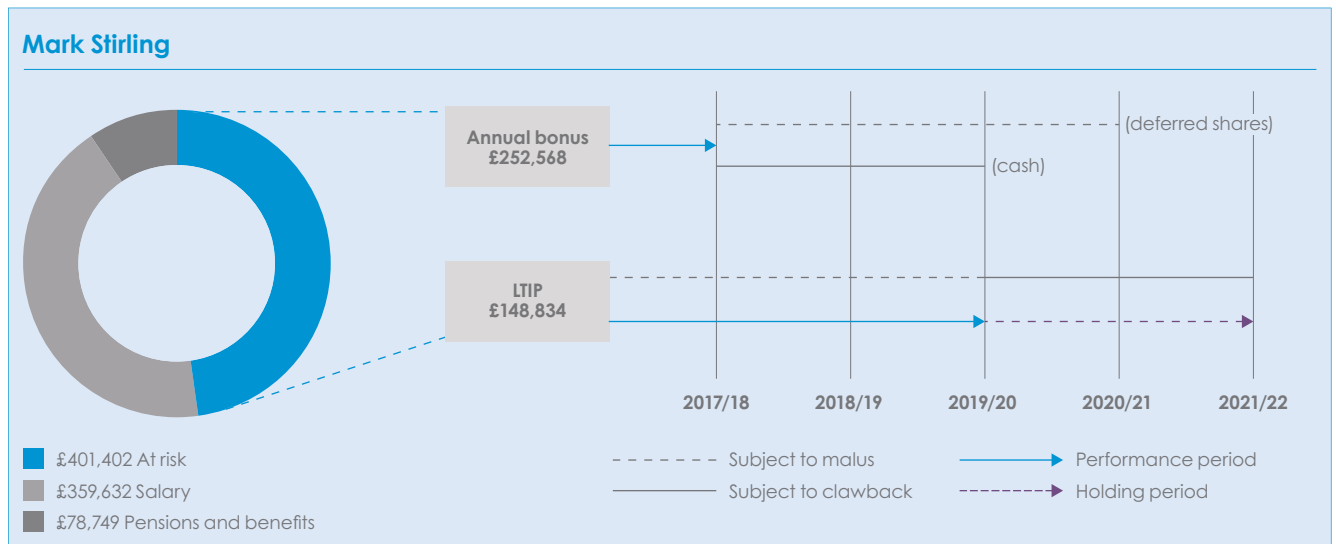 Mark Stirling
Annual bonus
£252,568
(deferred shares)
(cash)
LTIP
£148,834
2017/18
2018/19
2019/20
2020/21
2021/22
£401,402 At risk
£359,632 Salary
£78,749 Pensions and benefits
Subject to malus
Subject to clawback
Performance period
Holding period